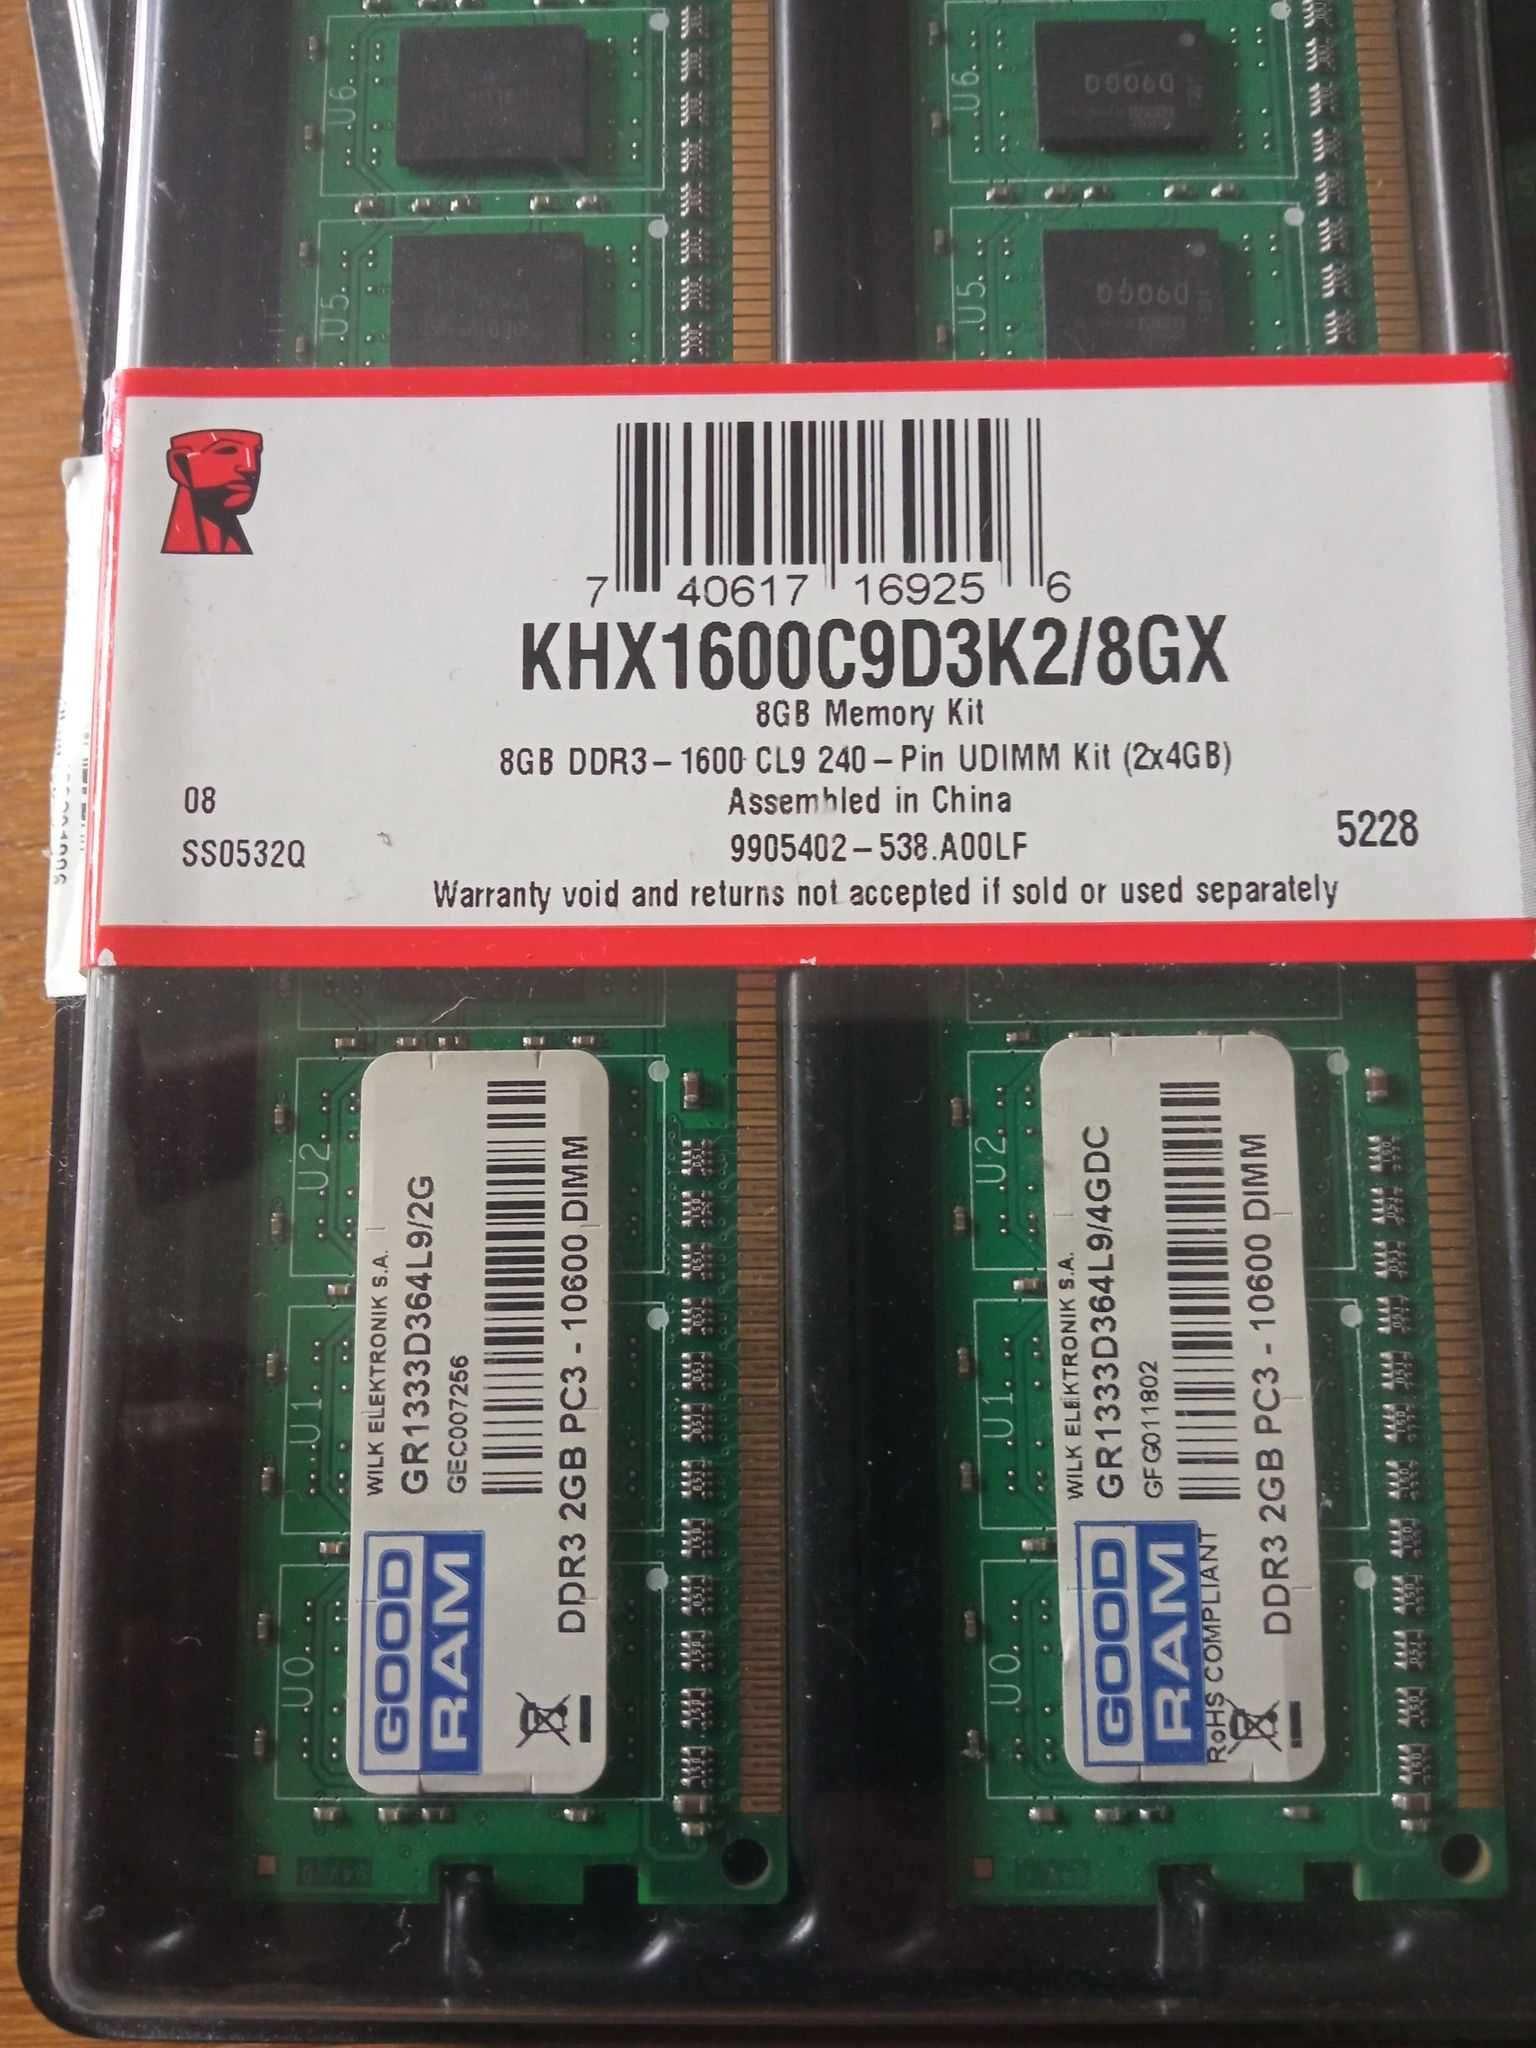 U6
U6
D9QGQ
U5
U5
D9QGQ
7 40617 16925 6
KHX1600C9D3K2/8GX
8GB Memory Kit
8GB DDR3-1600 CL9 240-Pin UDIMM Kit (2x4GB)
08
Assembled in China
5228
SS0532Q
9905402-538.A00LF
Warranty void and returns not accepted if sold or used separately
U2
U1
U0
WILK ELEKTRONIK S.A.
GR1333D364L9/2G
GEC007256
GOOD
RAM
DDR3 2GB PC3 - 10600 DIMM
U2
U1
U0
WILK ELEKTRONIK S.A.
GR1333D364L9/4GDC
GFG011802
GOOD
RAM
RoHS COMPLIANT
DDR3 2GB PC3 - 10600 DIMM